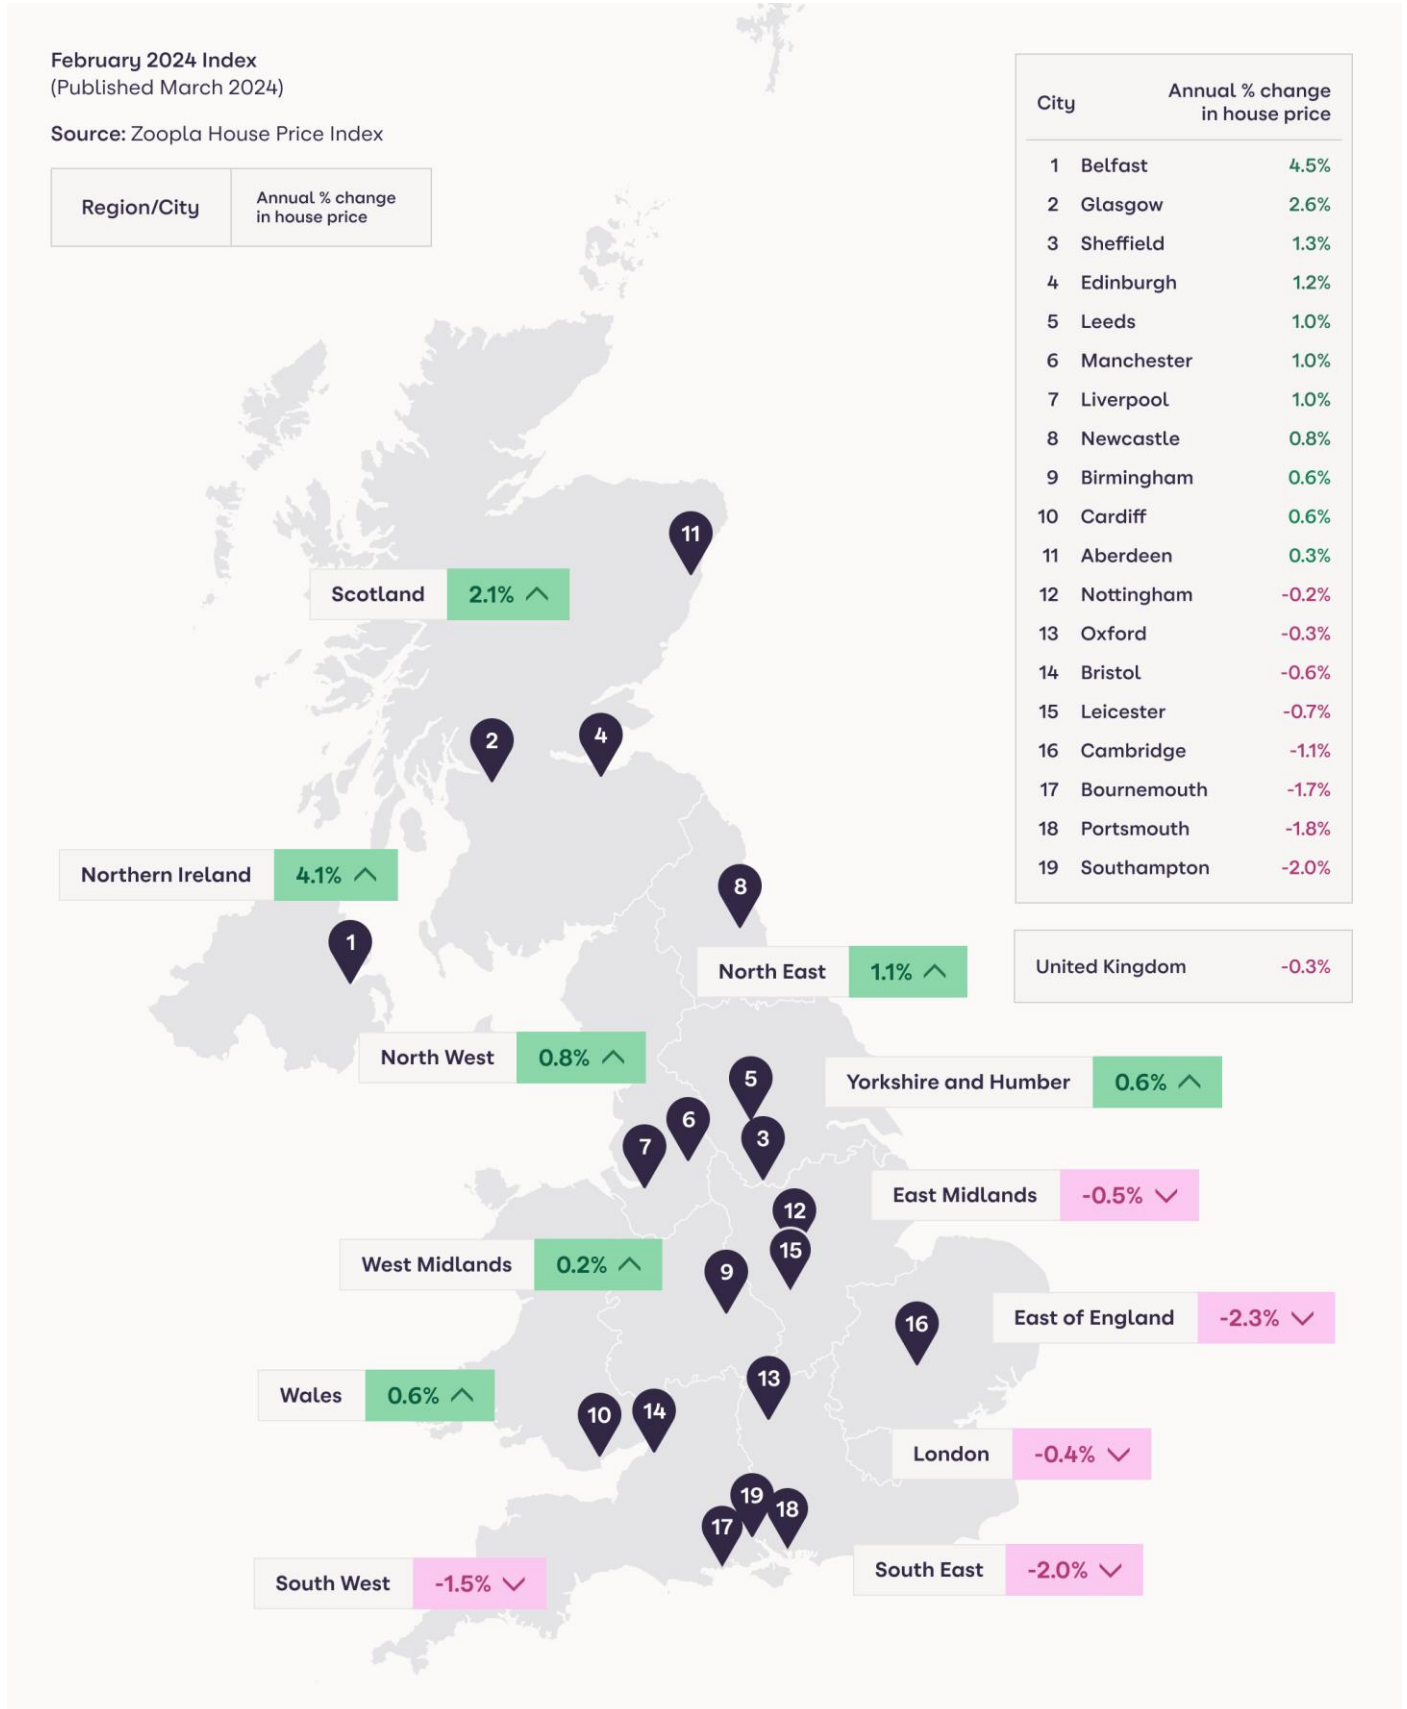 February 2024 Index
(Published March 2024)
Source: Zoopla House Price Index
Region/City
Annual % change
in house price
City
Annual % change
in house price
1 Belfast 4.5%
2 Glasgow 2.6%
3 Sheffield 1.3%
4 Edinburgh 1.2%
5 Leeds 1.0%
6 Manchester 1.0%
7 Liverpool 1.0%
8 Newcastle 0.8%
9 Birmingham 0.6%
10 Cardiff 0.6%
11 Aberdeen 0.3%
12 Nottingham -0.2%
13 Oxford -0.3%
14 Bristol -0.6%
15 Leicester -0.7%
16 Cambridge -1.1%
17 Bournemouth -1.7%
18 Portsmouth -1.8%
19 Southampton -2.0%
United Kingdom -0.3%
11
Scotland 2.1%
2
4
Northern Ireland 4.1%
8
1
North East 1.1%
North West 0.8%
5
Yorkshire and Humber 0.6%
6
7
3
East Midlands -0.5%
12
15
West Midlands 0.2%
9
East of England -2.3%
16
13
Wales 0.6%
10
14
London -0.4%
19
18
17
South East -2.0%
South West -1.5%